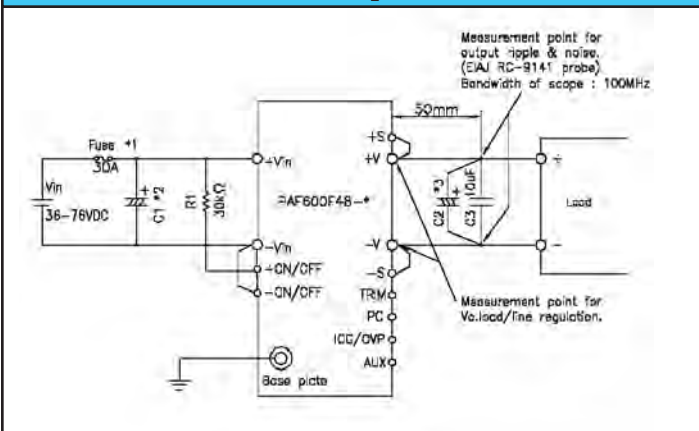 Measurement point for
output ripple & noise.
(EIAJ RC-9141 probe)
Bandwidth of scope : 100MHz
50mm
Fuse *1
30A
Vin
36-76VDC
C1 *2
R1
30kΩ
+Vin
-Vin
+ON/OFF
-ON/OFF
PAF600F48-*
+S
+V
-V
-S
TRIM
PC
IOG/OVP
AUX
C2 *3
+
C3 10uF
+
Load
-
Measurement point for
Vo.load/line regulation.
Base plate